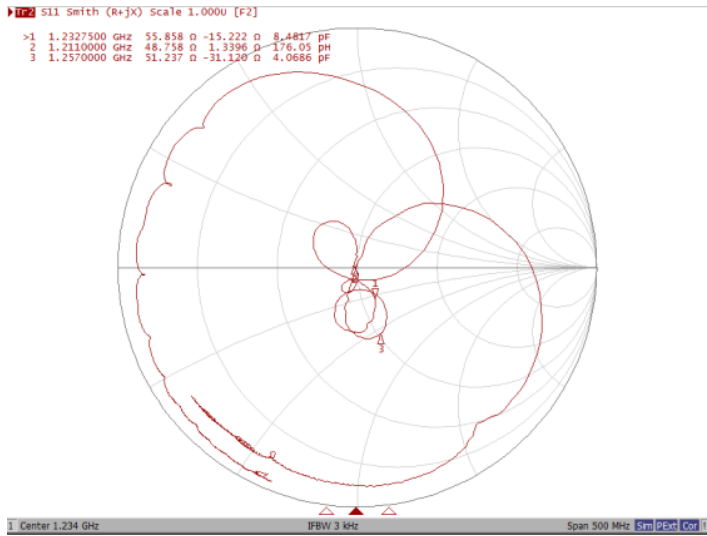 Tr2 S11 Smith (R+jX) Scale 1.000U [F2]
>1 1.2327500 GHz 55.858 Ω -15.222 Ω 8.4817 pF
2 1.2110000 GHz 48.758 Ω 1.3396 Ω 176.05 pH
3 1.2570000 GHz 51.237 Ω -31.120 Ω 4.0686 pF
1
3
1 Center 1.234 GHz IFBW 3 kHz Span 500 MHz Sim PExt Cor !